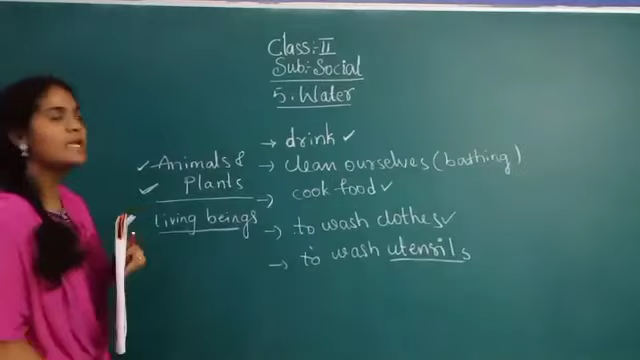 Class:- II
Sub:- Social
5. Water
→ drink ✓
✓ Animals & → clean ourselves (bathing)
✓ Plants → cook food ✓
living beings → to wash clothes ✓
→ to wash utensils